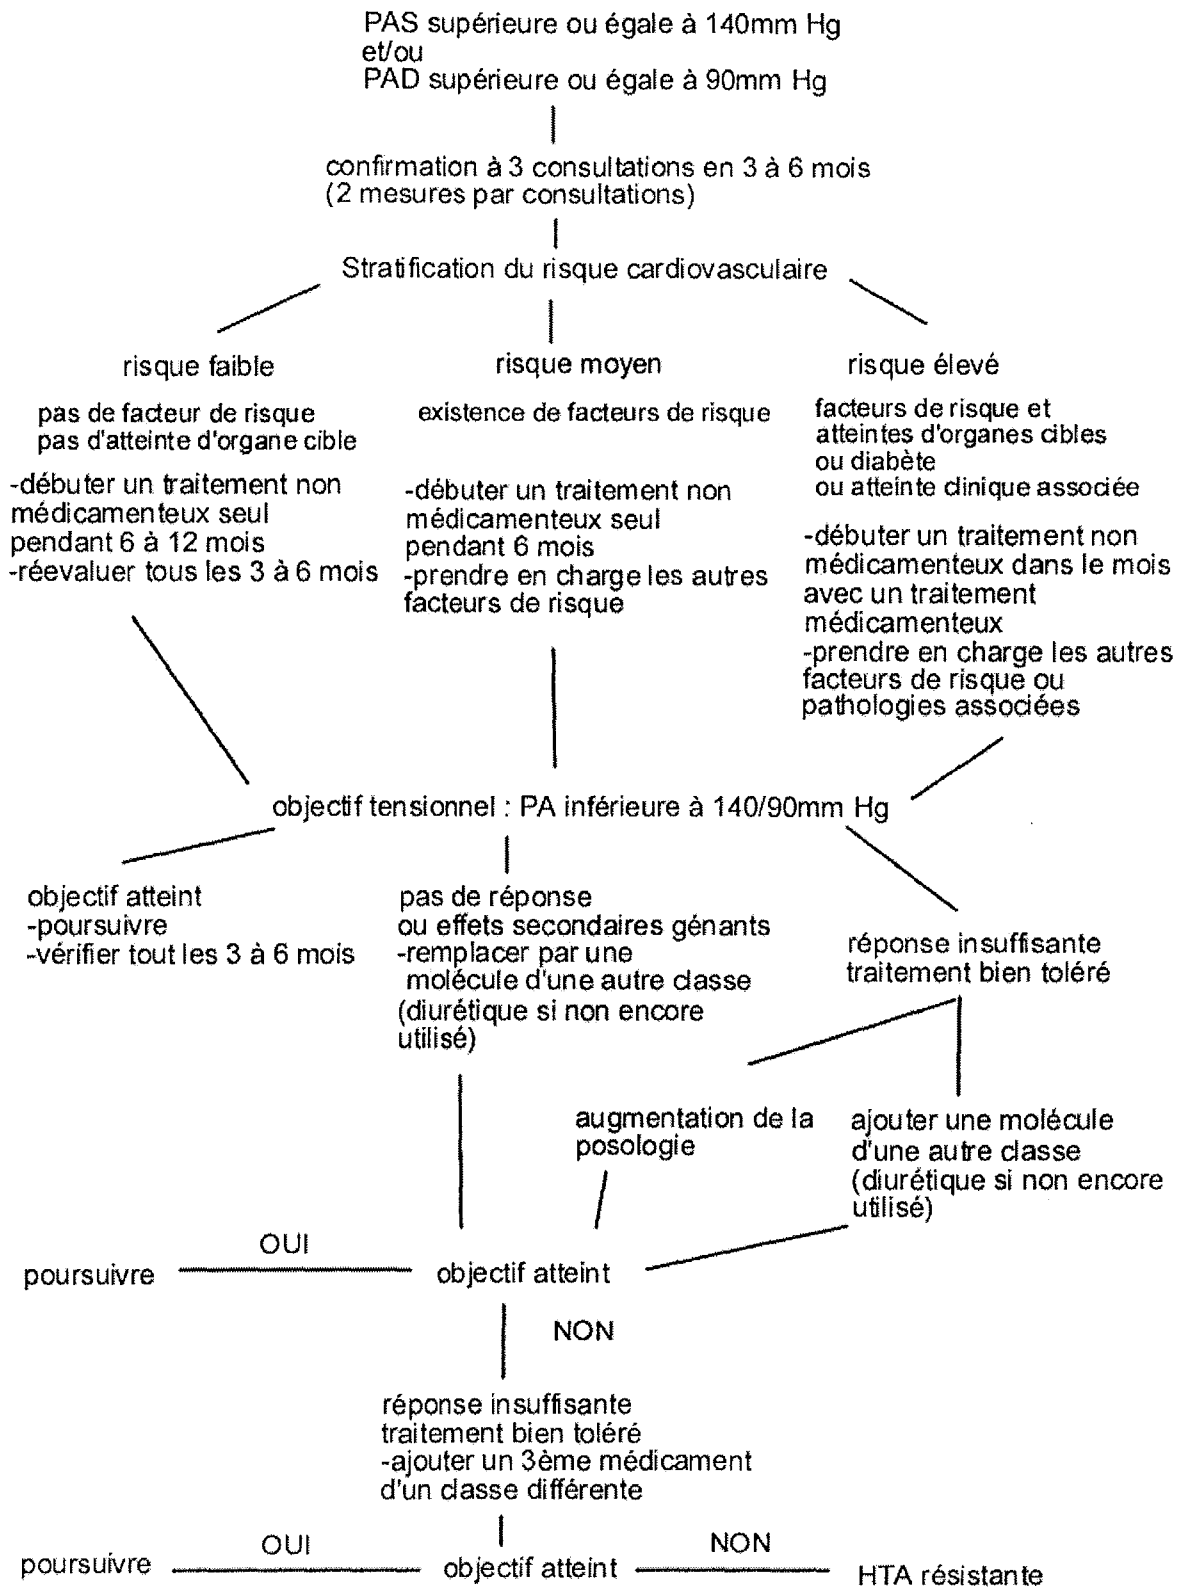 PAS supérieure ou égale à 140mm Hg
et/ou
PAD supérieure ou égale à 90mm Hg
confirmation à 3 consultations en 3 à 6 mois
(2 mesures par consultations)
Stratification du risque cardiovasculaire
risque faible
pas de facteur de risque
pas d'atteinte d'organe cible
-débuter un traitement non
médicamenteux seul
pendant 6 à 12 mois
-réevaluer tous les 3 à 6 mois
risque moyen
existence de facteurs de risque
-débuter un traitement non
médicamenteux seul
pendant 6 mois
-prendre en charge les autres
facteurs de risque
risque élevé
facteurs de risque et
atteintes d'organes cibles
ou diabète
ou atteinte clinique associée
-débuter un traitement non
médicamenteux dans le mois
avec un traitement
médicamenteux
-prendre en charge les autres
facteurs de risque ou
pathologies associées
objectif tensionnel : PA inférieure à 140/90mm Hg
objectif atteint
-poursuivre
-vérifier tout les 3 à 6 mois
pas de réponse
ou effets secondaires génants
-remplacer par une
molécule d'une autre classe
(diurétique si non encore
utilisé)
réponse insuffisante
traitement bien toléré
augmentation de la
posologie
ajouter une molécule
d'une autre classe
(diurétique si non encore
utilisé)
poursuivre
OUI
objectif atteint
NON
réponse insuffisante
traitement bien toléré
-ajouter un 3ème médicament
d'un classe différente
poursuivre
OUI
objectif atteint
NON
HTA résistante